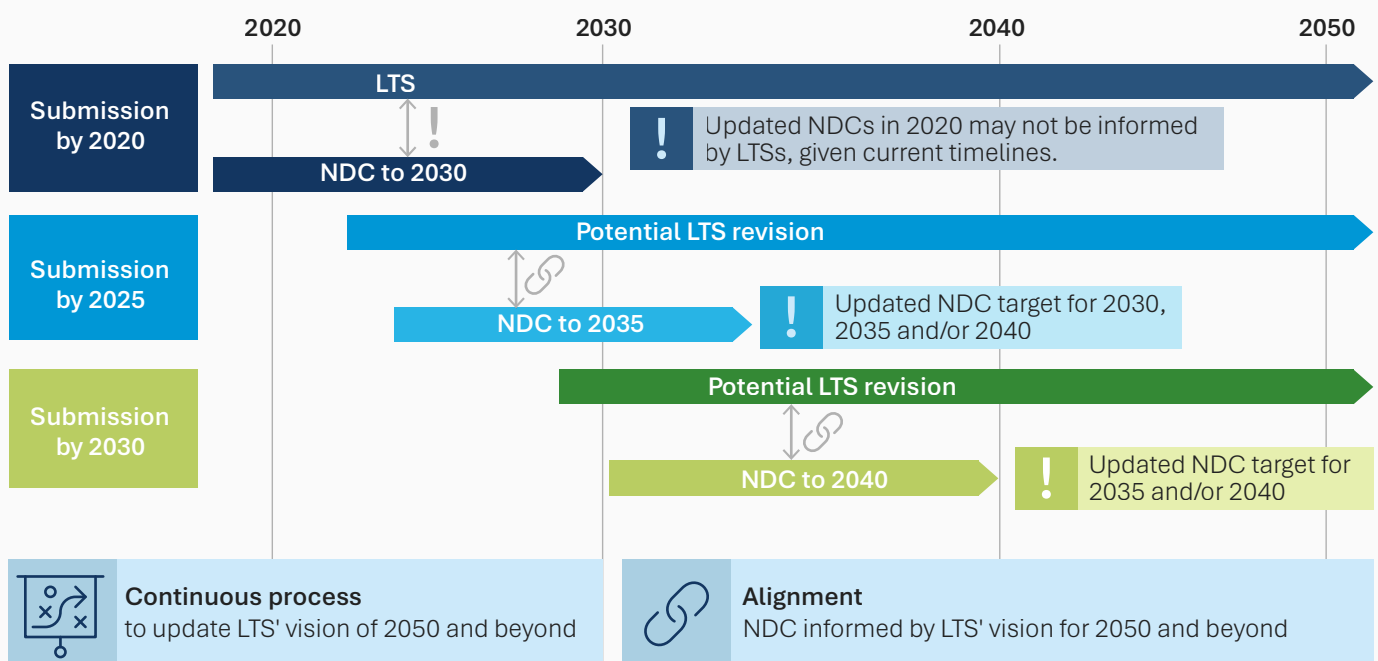 2020 2030 2040 2050
Submission
by 2020
LTS
!
NDC to 2030
!
Updated NDCs in 2020 may not be informed
by LTSs, given current timelines.
Submission
by 2025
Potential LTS revision
NDC to 2035
!
Updated NDC target for 2030,
2035 and/or 2040
Submission
by 2030
Potential LTS revision
NDC to 2040
!
Updated NDC target for
2035 and/or 2040
Continuous process
to update LTS' vision of 2050 and beyond
Alignment
NDC informed by LTS' vision for 2050 and beyond